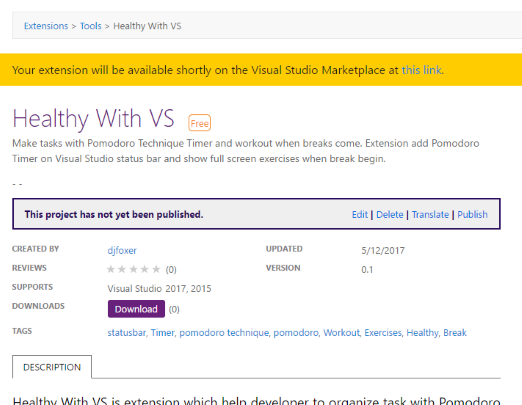 Extensions > Tools > Healthy With VS
Your extension will be available shortly on the Visual Studio Marketplace at this link.
Healthy With VS Free
Make tasks with Pomodoro Technique Timer and workout when breaks come. Extension add Pomodoro
Timer on Visual Studio status bar and show full screen exercises when break begin.
- -
This project has not yet been published. Edit | Delete | Translate | Publish
CREATED BY djfoxer UPDATED 5/12/2017
REVIEWS (0) VERSION 0.1
SUPPORTS Visual Studio 2017, 2015
DOWNLOADS Download (0)
TAGS statusbar, Timer, pomodoro technique, pomodoro, Workout, Exercises, Healthy, Break
DESCRIPTION
Healthy With VS is extension which help developer to organize task with Pomodoro